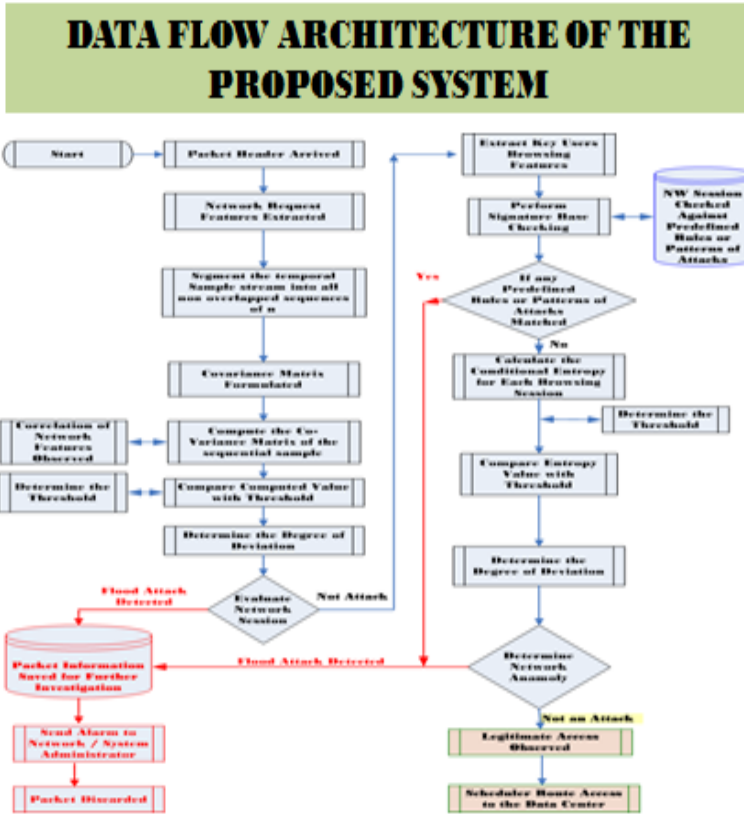 DATA FLOW ARCHITECTURE OF THE
PROPOSED SYSTEM
Start
Packet Header Arrived
Network Request
Features Extracted
Segment the temporal
Sample stream into all
non overlapped sequences
of n
Covariance Matrix
Formulated
Correlation of
Network
Features
Observed
Compute the Co-
Variance Matrix of the
sequential sample
Determine the
Threshold
Compare Computed Value
with Threshold
Determine the Degree of
Deviation
Flood Attack
Detected
Evaluate
Network
Session
Not Attack
Packet Information
Saved for Further
Investigation
Send Alarm to
Network / System
Administrator
Packet Discarded
Extract Key Users
Browsing
Features
Perform
Signature Base
Checking
NW Session
Checked
Against
Predefined
Rules or
Patterns of
Attacks
Yes
If any
Predefined
Rules or Patterns of
Attacks
Matched
No
Calculate the
Conditional Entropy
for Each Browsing
Session
Determine the
Threshold
Compare Entropy
Value with
Threshold
Determine the
Degree of Deviation
Flood Attack Detected
Determine
Network
Anomoly
Not an Attack
Legitimate Access
Observed
Scheduler Route Access
to the Data Center